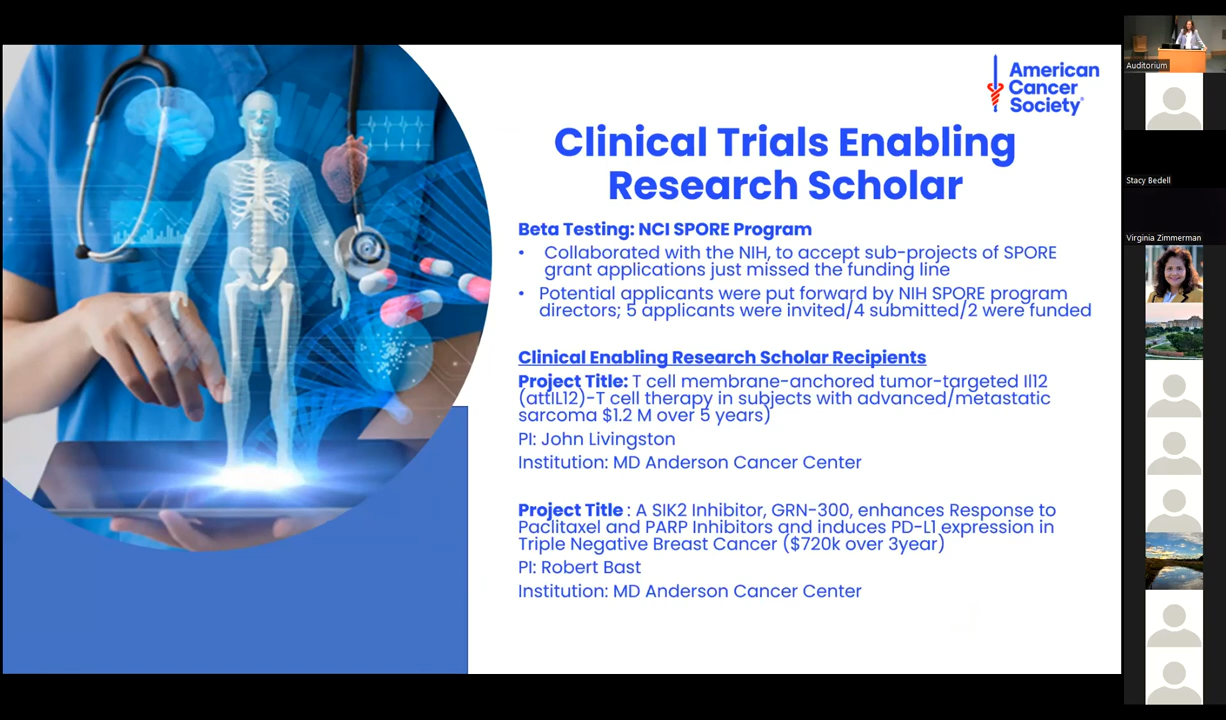 American
Cancer
Society®
Clinical Trials Enabling
Research Scholar
Beta Testing: NCI SPORE Program
• Collaborated with the NIH, to accept sub-projects of SPORE
grant applications just missed the funding line
• Potential applicants were put forward by NIH SPORE program
directors; 5 applicants were invited/4 submitted/2 were funded
Clinical Enabling Research Scholar Recipients
Project Title: T cell membrane-anchored tumor-targeted Il12
(attIL12)-T cell therapy in subjects with advanced/metastatic
sarcoma $1.2 M over 5 years)
PI: John Livingston
Institution: MD Anderson Cancer Center
Project Title : A SIK2 Inhibitor, GRN-300, enhances Response to
Paclitaxel and PARP Inhibitors and induces PD-L1 expression in
Triple Negative Breast Cancer ($720k over 3year)
PI: Robert Bast
Institution: MD Anderson Cancer Center
Auditorium
Stacy Bedell
Virginia Zimmerman